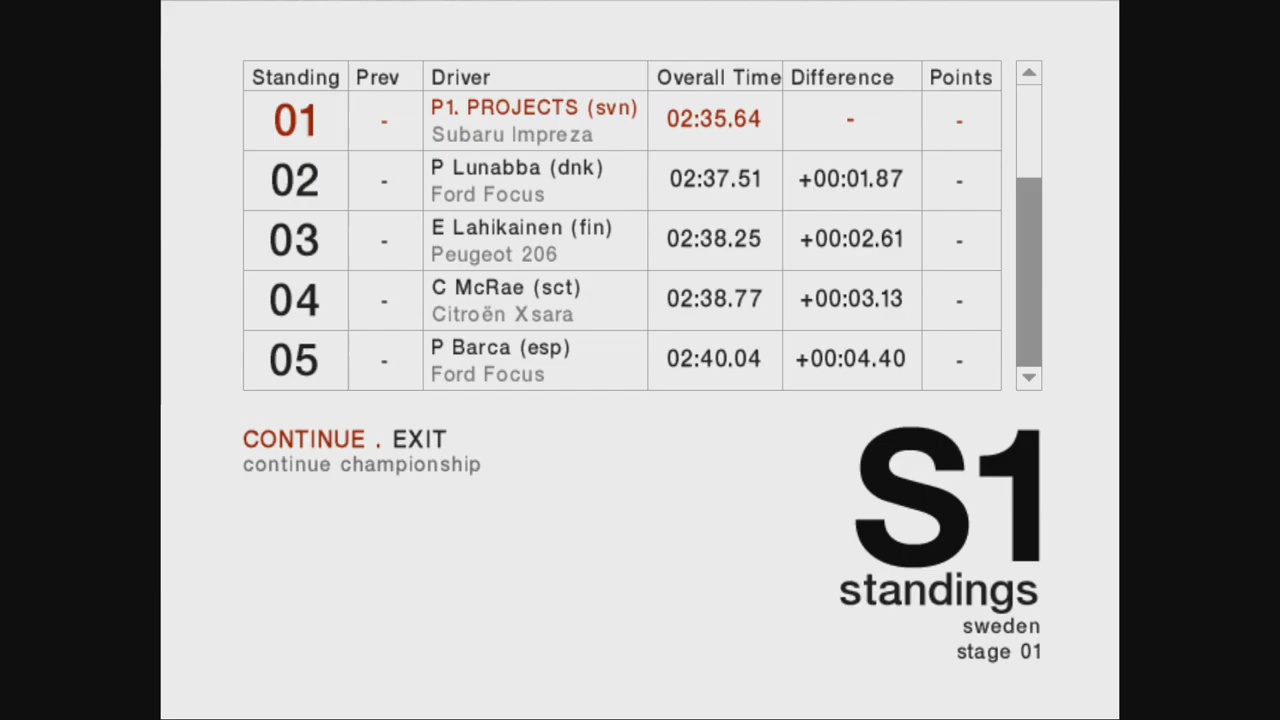 Standing Prev Driver Overall Time Difference Points
01 - P1. PROJECTS (svn) 02:35.64 - -
Subaru Impreza
02 - P Lunabba (dnk) 02:37.51 +00:01.87 -
Ford Focus
03 - E Lahikainen (fin) 02:38.25 +00:02.61 -
Peugeot 206
04 - C McRae (sct) 02:38.77 +00:03.13 -
Citroën Xsara
05 - P Barca (esp) 02:40.04 +00:04.40 -
Ford Focus
CONTINUE . EXIT
continue championship
S1
standings
sweden
stage 01